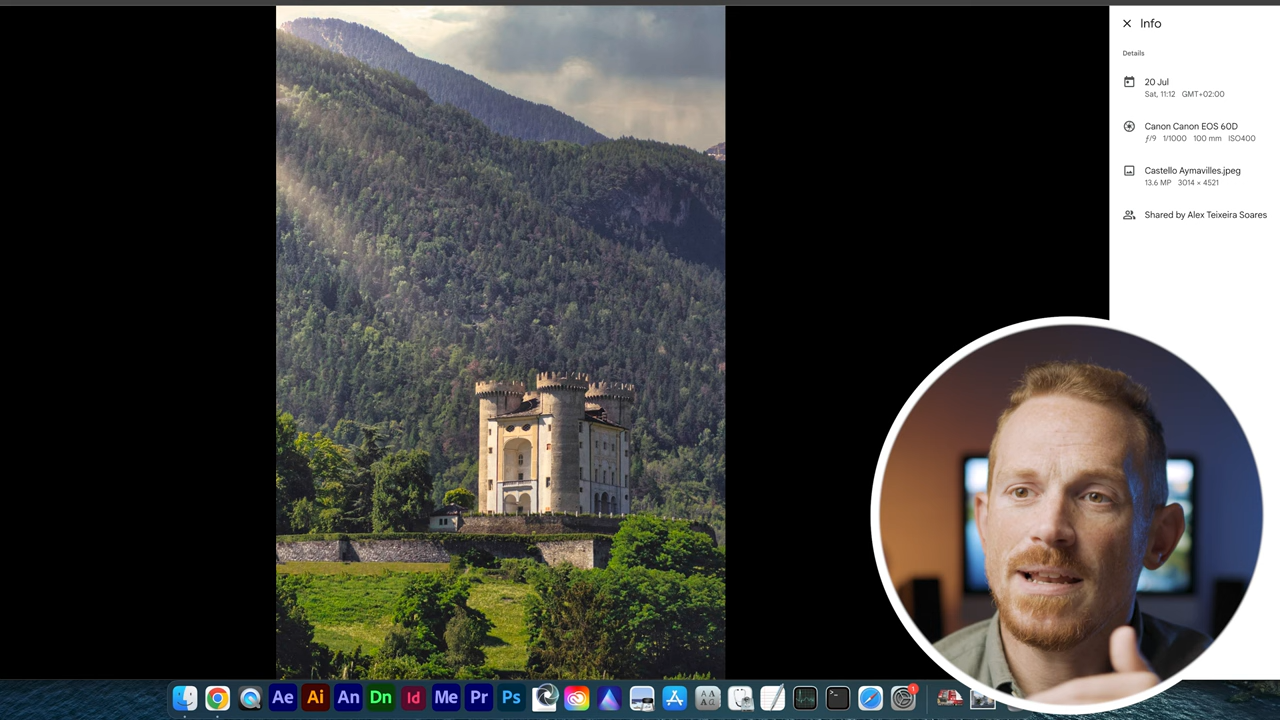 Info
Details
20 Jul
Sat, 11:12 GMT+02:00
Canon Canon EOS 60D
ƒ/9 1/1000 100 mm ISO400
Castello Aymavilles.jpeg
13.6 MP 3014 × 4521
Shared by Alex Teixeira Soares
Ae Ai An Dn Id Me Pr Ps 1